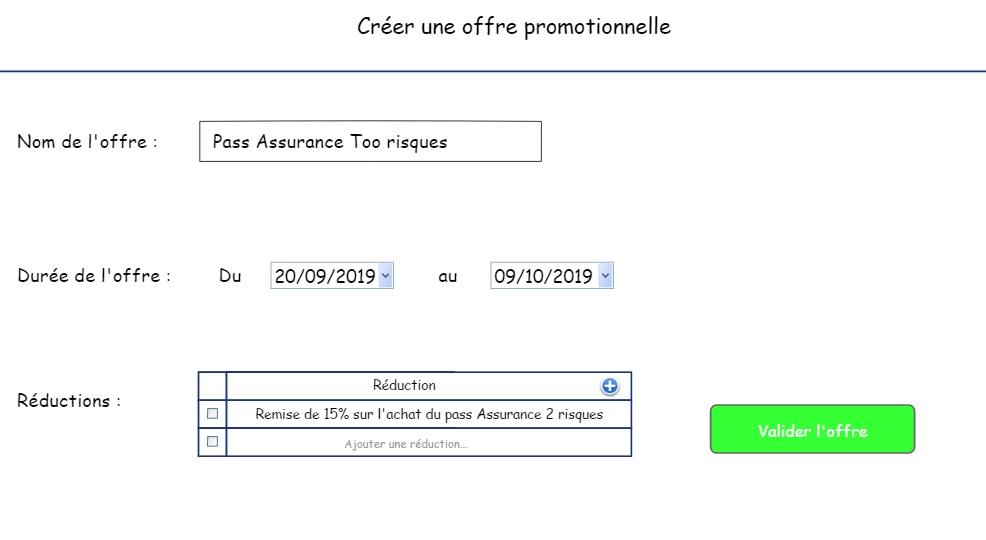 Créer une offre promotionnelle
Nom de l'offre : Pass Assurance Too risques
Durée de l'offre : Du 20/09/2019 au 09/10/2019
Réductions :
Réduction
Remise de 15% sur l'achat du pass Assurance 2 risques
Ajouter une réduction...
Valider l'offre